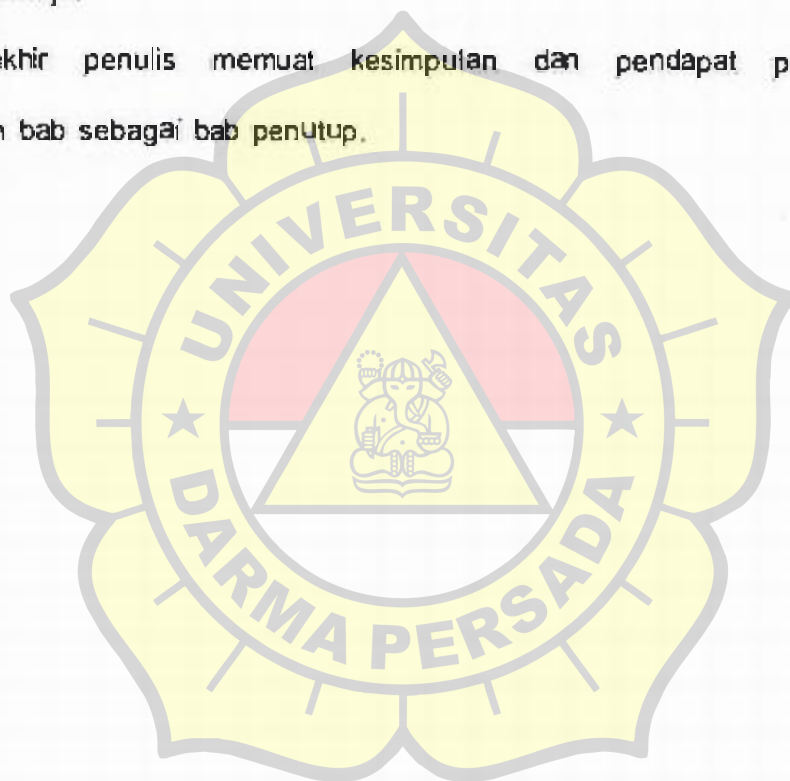 penulis memuat kesimpulan dan pendapat
bab sebagai bab penutup.
UNIVERSITAS
DARMA PERSADA